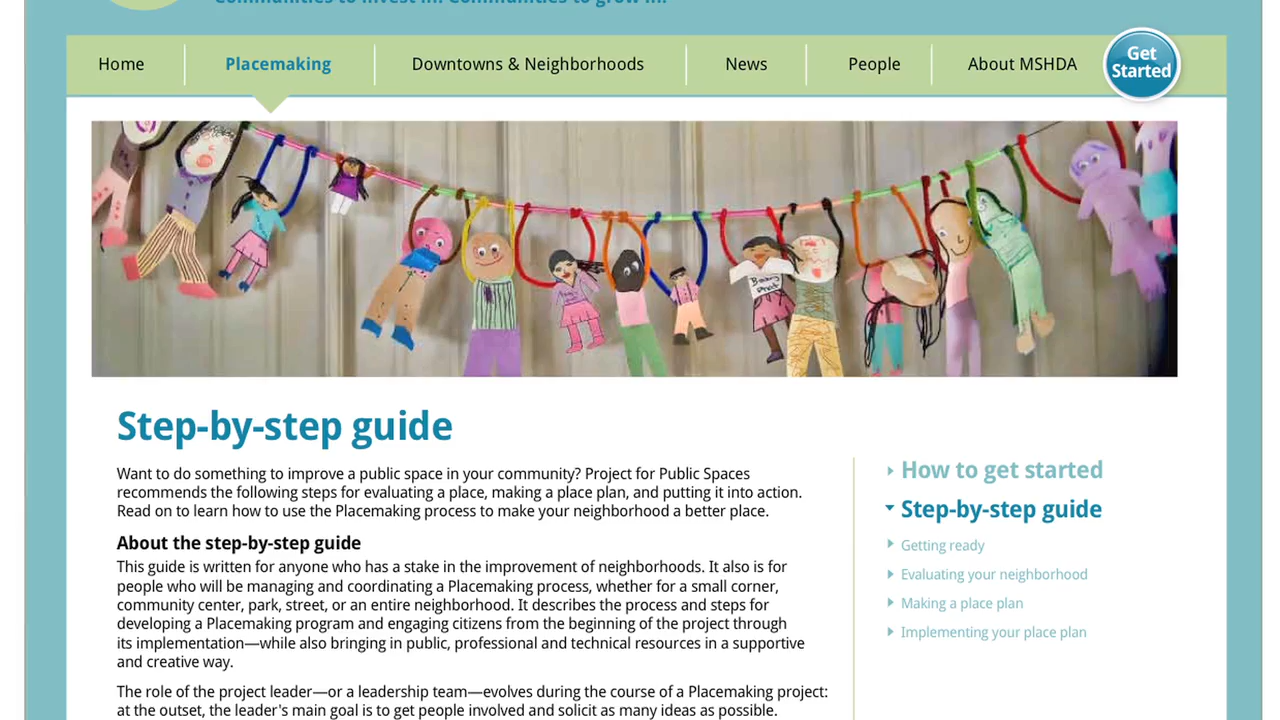 Communities to invest in. Communities to grow in.
Home
Placemaking
Downtowns & Neighborhoods
News
People
About MSHDA
Get
Started
Step-by-step guide
Want to do something to improve a public space in your community? Project for Public Spaces
recommends the following steps for evaluating a place, making a place plan, and putting it into action.
Read on to learn how to use the Placemaking process to make your neighborhood a better place.
About the step-by-step guide
This guide is written for anyone who has a stake in the improvement of neighborhoods. It also is for
people who will be managing and coordinating a Placemaking process, whether for a small corner,
community center, park, street, or an entire neighborhood. It describes the process and steps for
developing a Placemaking program and engaging citizens from the beginning of the project through
its implementation—while also bringing in public, professional and technical resources in a supportive
and creative way.
The role of the project leader—or a leadership team—evolves during the course of a Placemaking project:
at the outset, the leader's main goal is to get people involved and solicit as many ideas as possible.
How to get started
Step-by-step guide
Getting ready
Evaluating your neighborhood
Making a place plan
Implementing your place plan